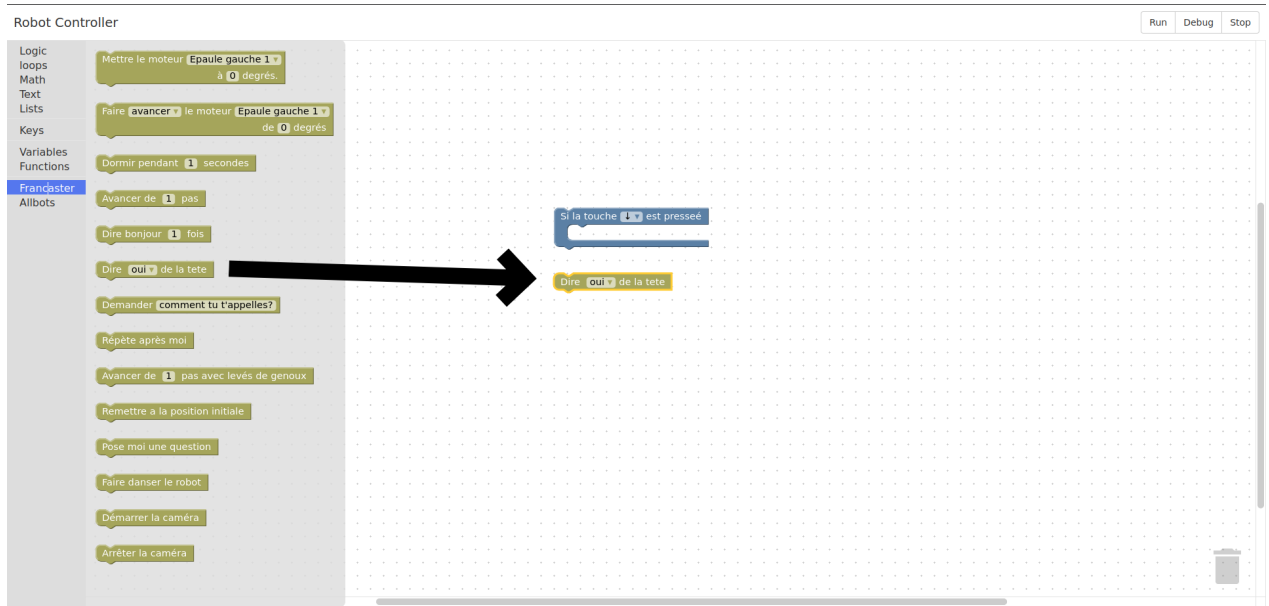 Robot Controller
Run Debug Stop
Logic
loops
Math
Text
Lists
Keys
Variables
Functions
Francaster
Allbots
Mettre le moteur Epaule gauche 1
à 0 degrés.
Faire avancer le moteur Epaule gauche 1
de 0 degrés
Dormir pendant 1 secondes
Avancer de 1 pas
Dire bonjour 1 fois
Dire oui de la tete
Demander comment tu t'appelles?
Répète après moi
Avancer de 1 pas avec levés de genoux
Remettre a la position initiale
Pose moi une question
Faire danser le robot
Démarrer la caméra
Arrêter la caméra
Si la touche ↓ est presseé
Dire oui de la tete